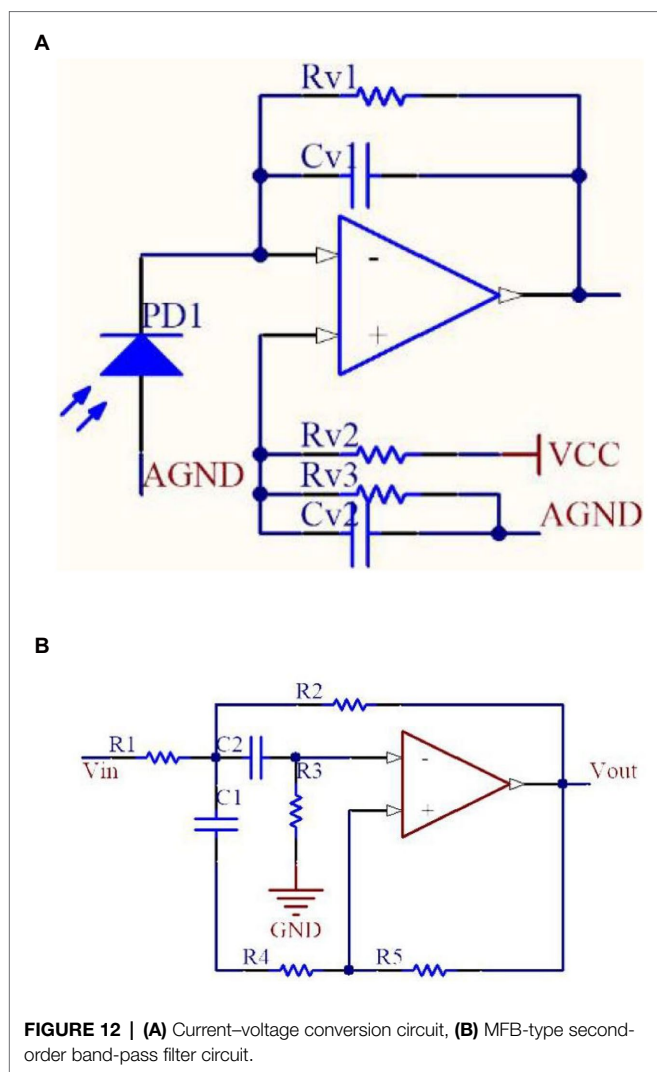 A
Rv1
Cv1
-
PD1
+
Rv2
VCC
Rv3
AGND
Cv2
AGND
B
R2
R1
C2
Vin
R3
-
Vout
C1
+
GND
R4
R5
FIGURE 12 | (A) Current–voltage conversion circuit, (B) MFB-type second-
order band-pass filter circuit.